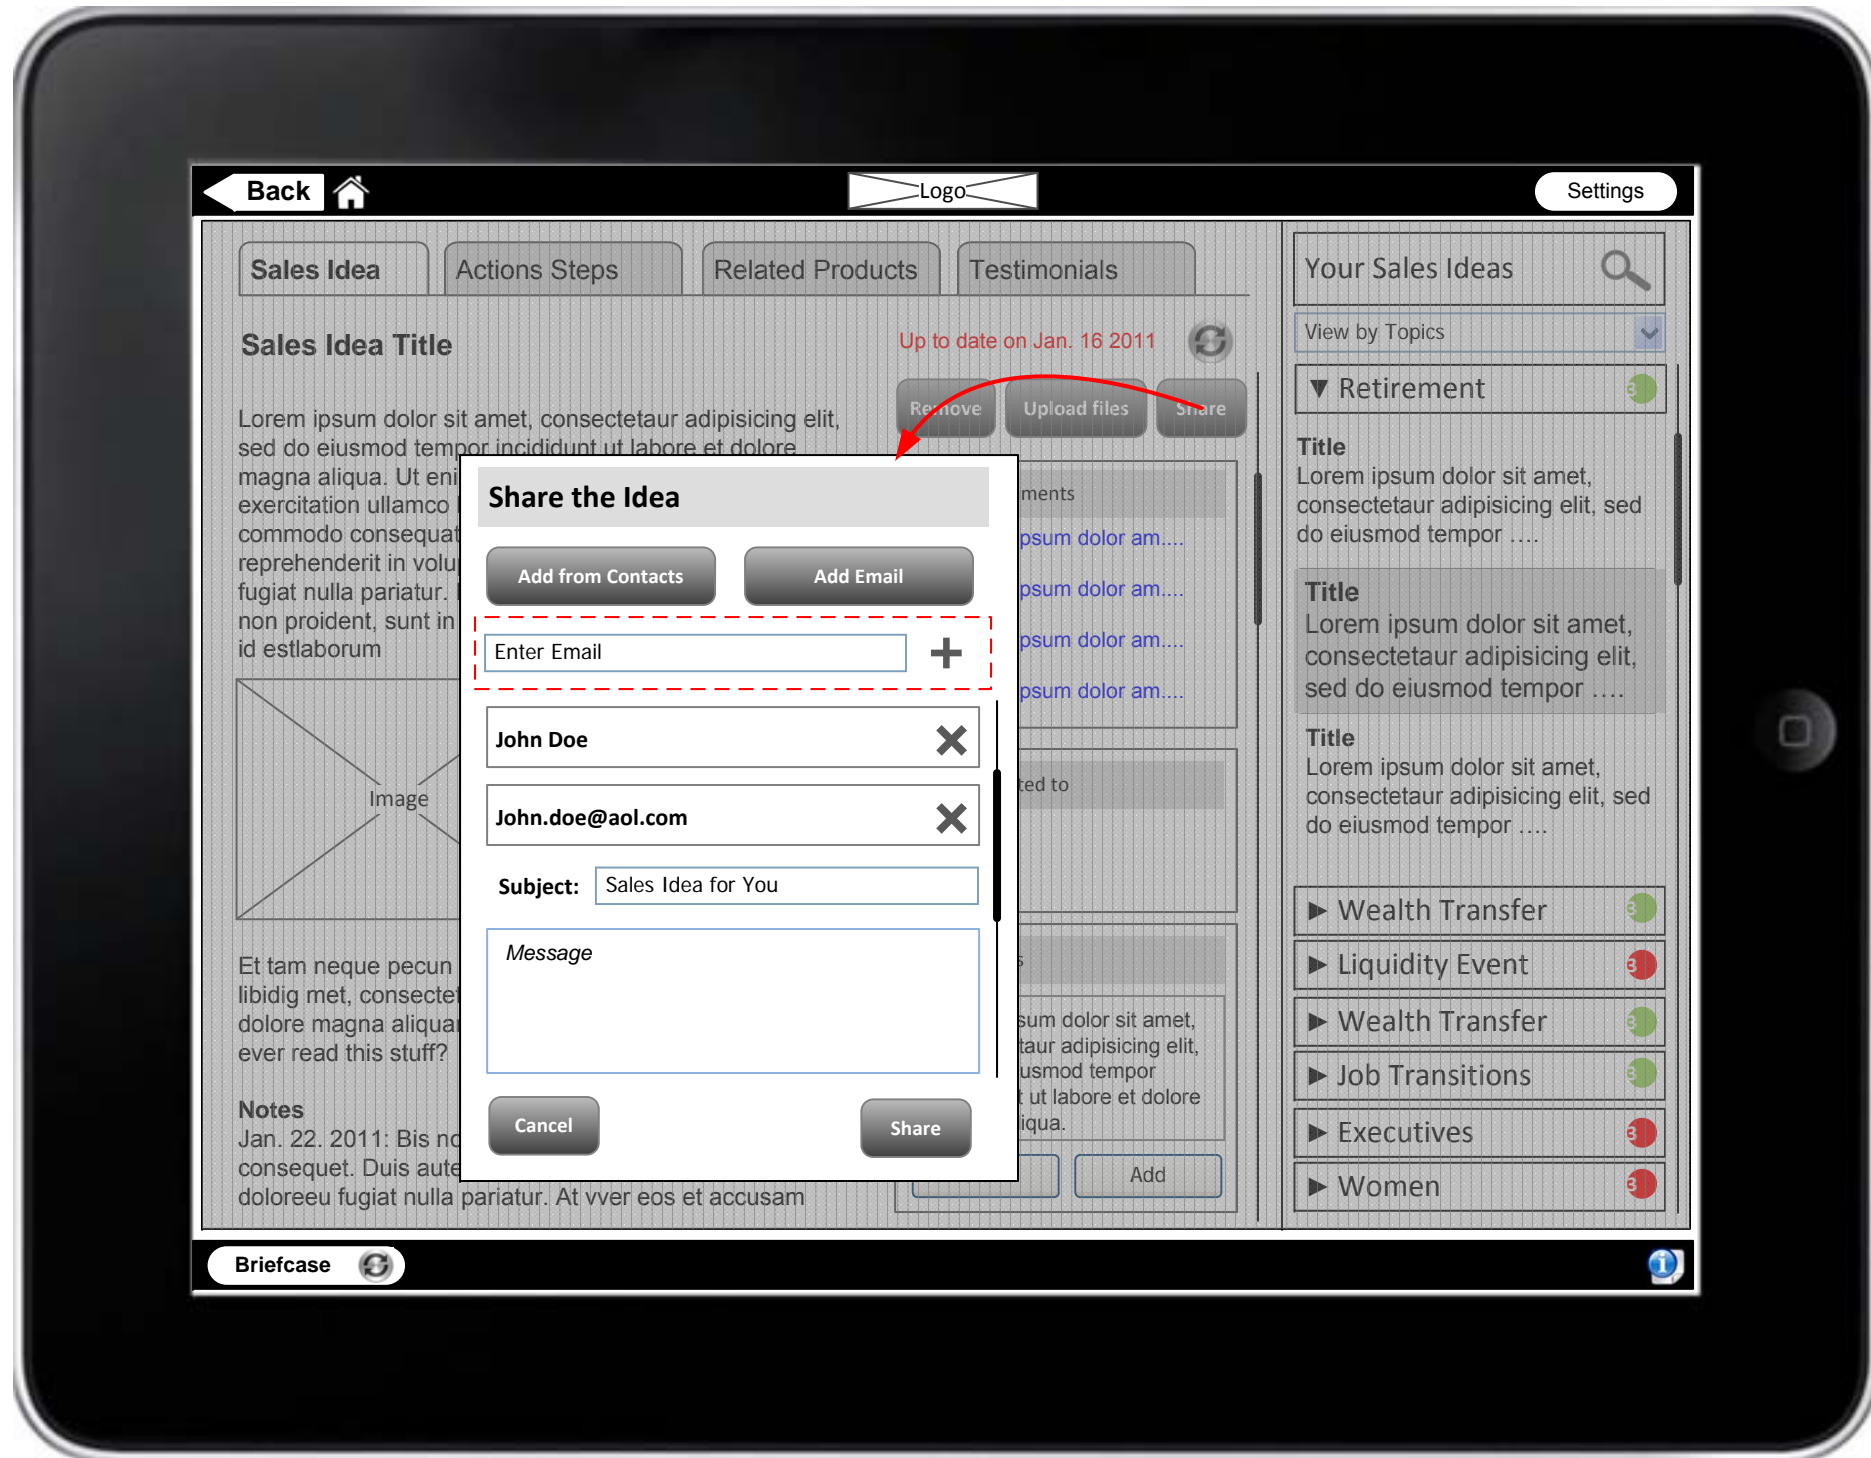 Back
Logo
Settings
Sales Idea
Actions Steps
Related Products
Testimonials
Sales Idea Title
Up to date on Jan. 16 2011
Remove
Upload files
Share
Lorem ipsum dolor sit amet, consectetaur adipisicing elit,
sed do eiusmod tempor incididunt ut labore et dolore
magna aliqua. Ut eni
exercitation ullamco
commodo consequat
reprehenderit in volu
fugiat nulla pariatur.
non proident, sunt in
id estlaborum
Image
Et tam neque pecun
libidig met, consectet
dolore magna aliquar
ever read this stuff?
Notes
Jan. 22. 2011: Bis no
consequet. Duis aute
doloreeu fugiat nulla pariatur. At vver eos et accusam
Share the Idea
Add from Contacts
Add Email
Enter Email
John Doe
John.doe@aol.com
Subject:
Sales Idea for You
Message
Cancel
Share
ments
psum dolor am....
psum dolor am....
psum dolor am....
psum dolor am....
ted to
s
sum dolor sit amet,
taur adipisicing elit,
usmod tempor
t ut labore et dolore
iqua.
Add
Your Sales Ideas
View by Topics
▼ Retirement
3
Title
Lorem ipsum dolor sit amet,
consectetaur adipisicing elit, sed
do eiusmod tempor ….
Title
Lorem ipsum dolor sit amet,
consectetaur adipisicing elit,
sed do eiusmod tempor ….
Title
Lorem ipsum dolor sit amet,
consectetaur adipisicing elit, sed
do eiusmod tempor ….
► Wealth Transfer
3
► Liquidity Event
3
► Wealth Transfer
3
► Job Transitions
3
► Executives
3
► Women
3
Briefcase